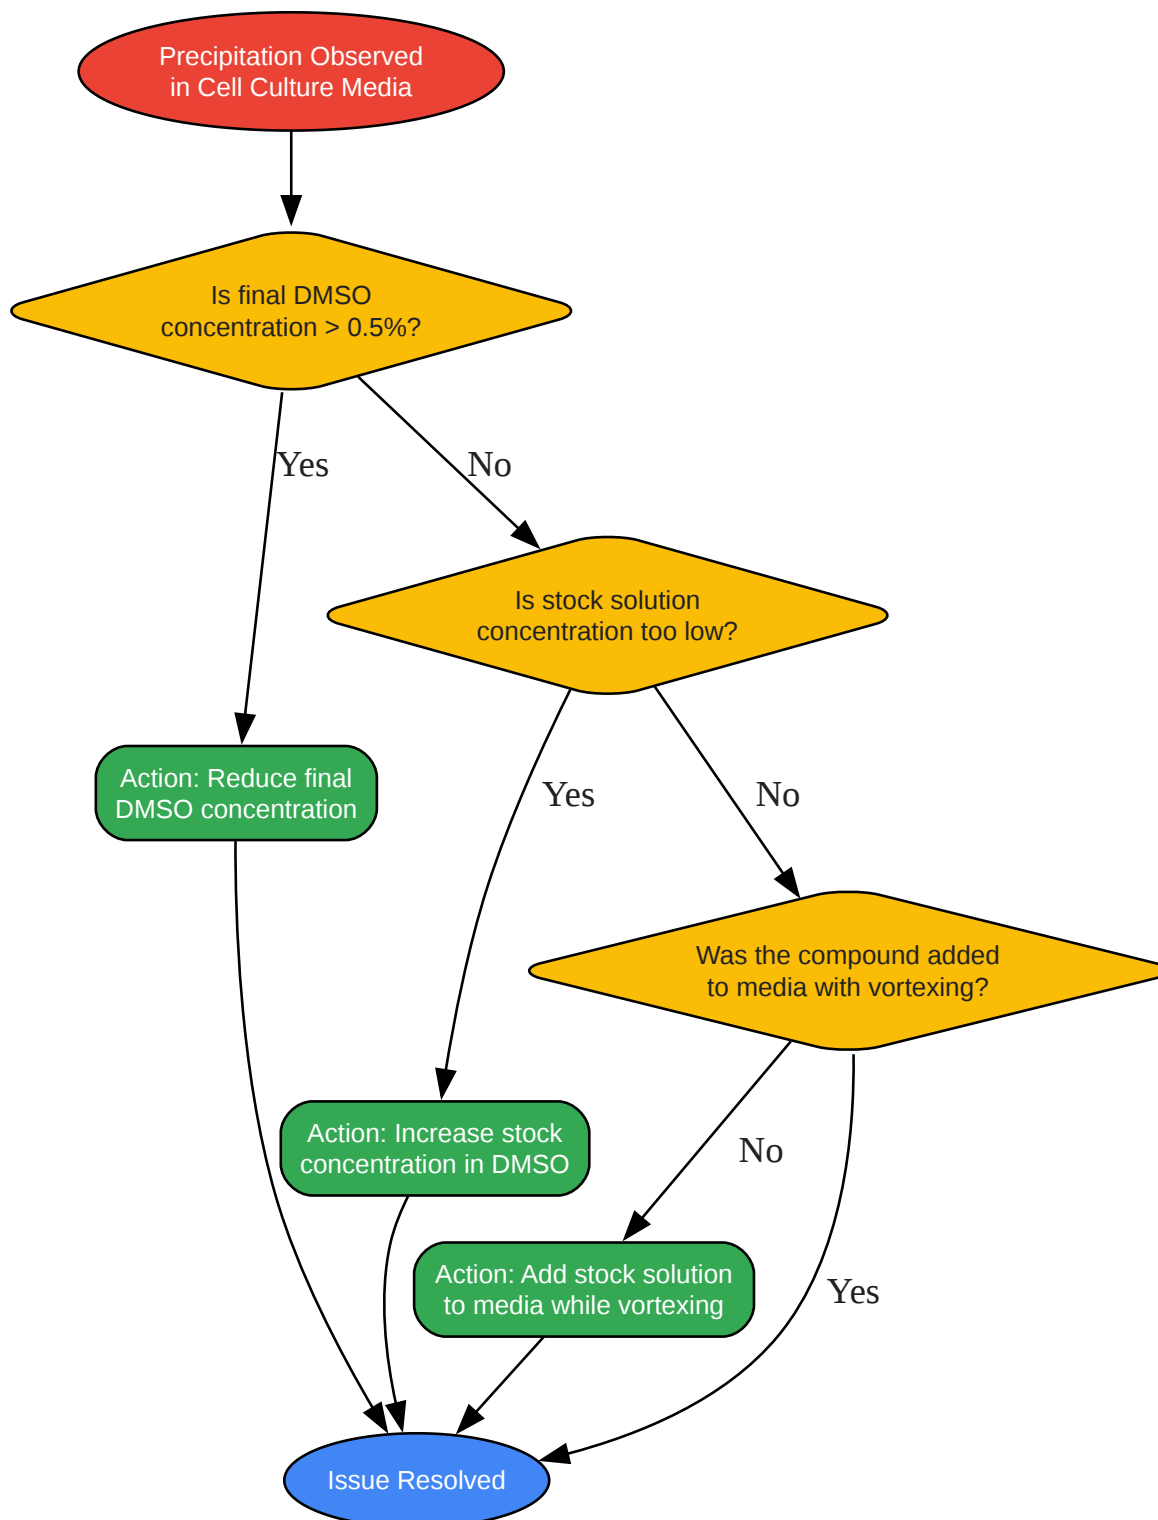 Precipitation Observed
in Cell Culture Media
Is final DMSO
concentration > 0.5%?
Yes
No
Is stock solution
concentration too low?
Action: Reduce final
DMSO concentration
Yes
No
Was the compound added
to media with vortexing?
Action: Increase stock
concentration in DMSO
No
Action: Add stock solution
to media while vortexing
Yes
Issue Resolved